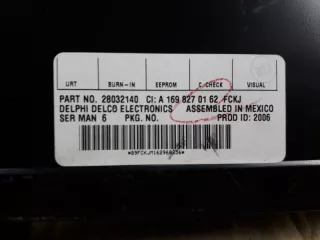 URT BURN-IN EEPROM C. CHECK VISUAL
PART NO. 28032140 CI: A 169 827 01 62 FCKJ
DELPHI DELCO ELECTRONICS ASSEMBLED IN MEXICO
SER MAN 6 PKG. NO. PROD ID: 2006